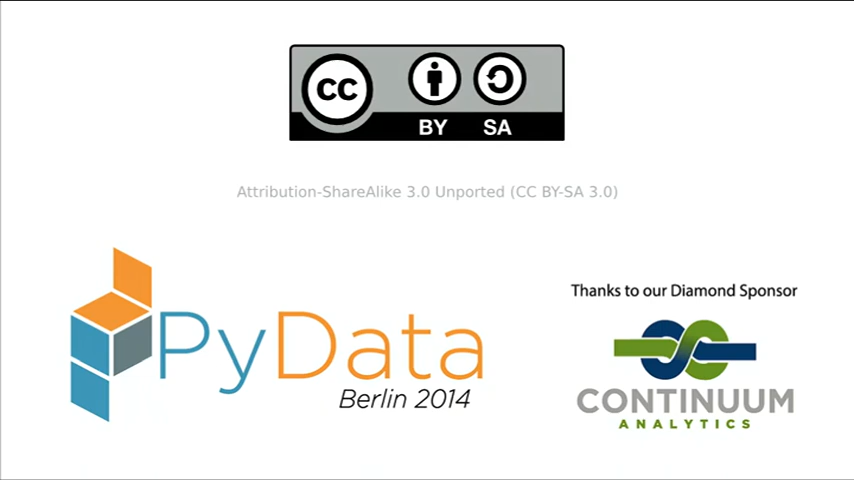 CC
BY SA
Attribution-ShareAlike 3.0 Unported (CC BY-SA 3.0)
PyData
Berlin 2014
Thanks to our Diamond Sponsor
CONTINUUM
ANALYTICS